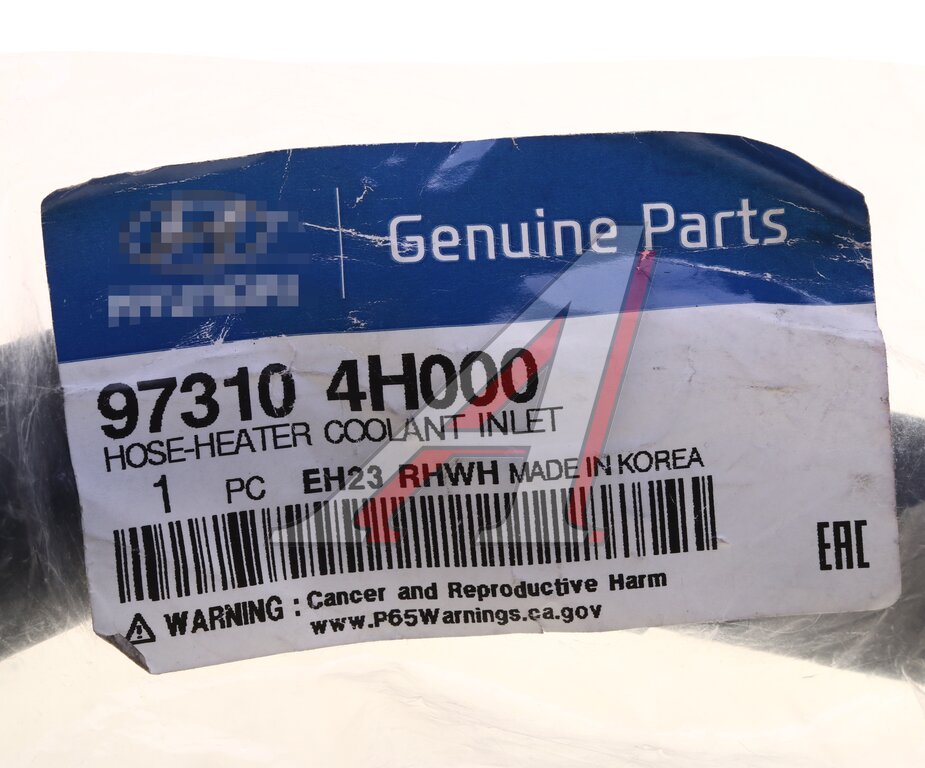 Genuine Parts
97310 4H000
HOSE-HEATER COOLANT INLET
1 PC EH23 RHWH MADE IN KOREA
EAC
WARNING : Cancer and Reproductive Harm
www.P65Warnings.ca.gov